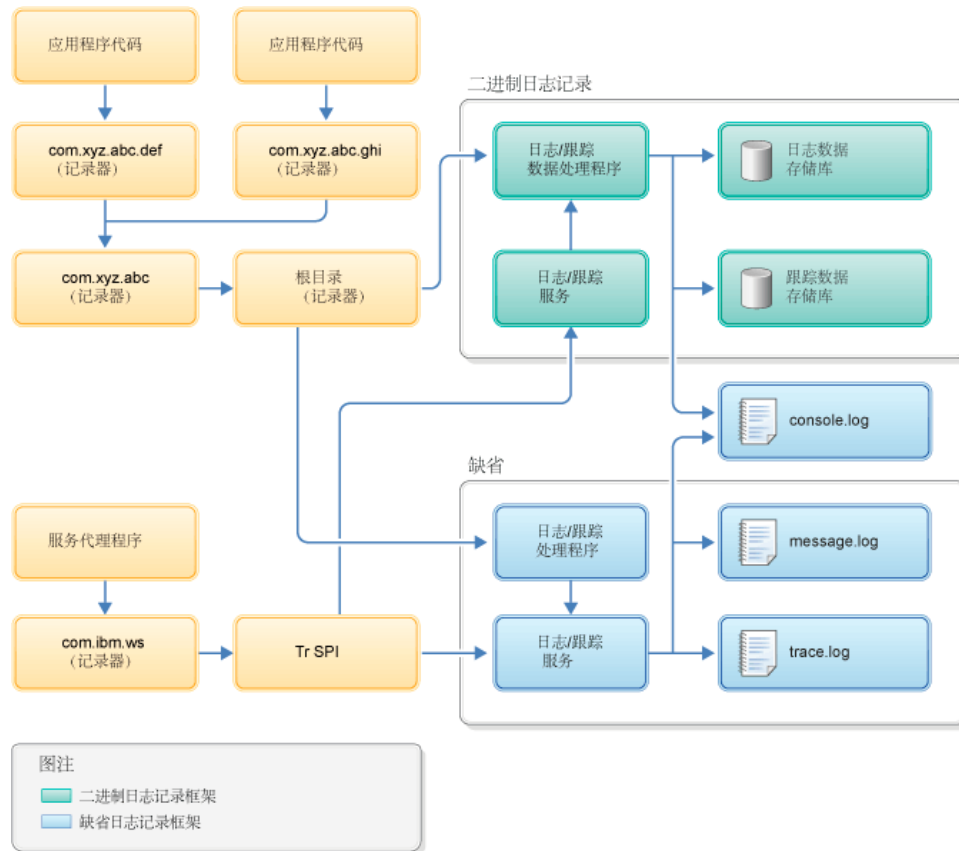 应用程序代码
应用程序代码
二进制日志记录
com.xyz.abc.def
（记录器）
com.xyz.abc.ghi
（记录器）
日志/跟踪
数据处理程序
日志数据
存储库
com.xyz.abc
（记录器）
根目录
（记录器）
日志/跟踪
服务
跟踪数据
存储库
console.log
缺省
服务代理程序
日志/跟踪
处理程序
message.log
com.ibm.ws
（记录器）
Tr SPI
日志/跟踪
服务
trace.log
图注
二进制日志记录框架
缺省日志记录框架